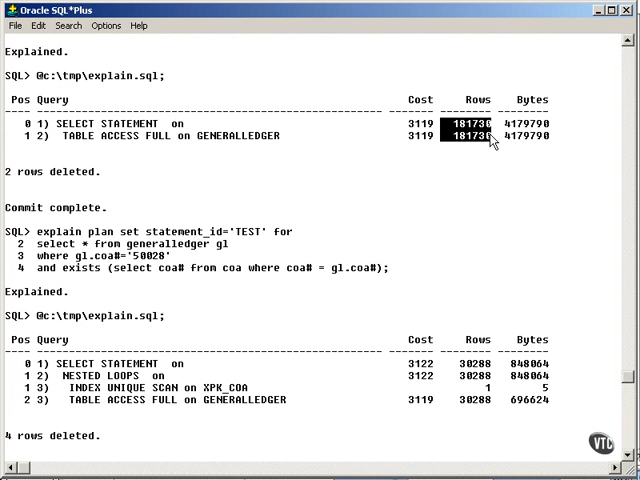 Oracle SQL*Plus
File Edit Search Options Help
Explained.
SQL> @c:\tmp\explain.sql;
Pos Query Cost Rows Bytes
--- ---------------------------------------------------------- ------- -------- --------
0 1) SELECT STATEMENT on 3119 181730 4179790
1 2) TABLE ACCESS FULL on GENERALLEDGER 3119 181730 4179790
2 rows deleted.
Commit complete.
SQL> explain plan set statement_id='TEST' for
2 select * from generalledger gl
3 where gl.coa#='50028'
4 and exists (select coa# from coa where coa# = gl.coa#);
Explained.
SQL> @c:\tmp\explain.sql;
Pos Query Cost Rows Bytes
--- ---------------------------------------------------------- ------- -------- --------
0 1) SELECT STATEMENT on 3122 30288 848064
1 2) NESTED LOOPS on 3122 30288 848064
1 3) INDEX UNIQUE SCAN on XPK_COA 1 5
2 3) TABLE ACCESS FULL on GENERALLEDGER 3119 30288 696624
4 rows deleted.
VTC